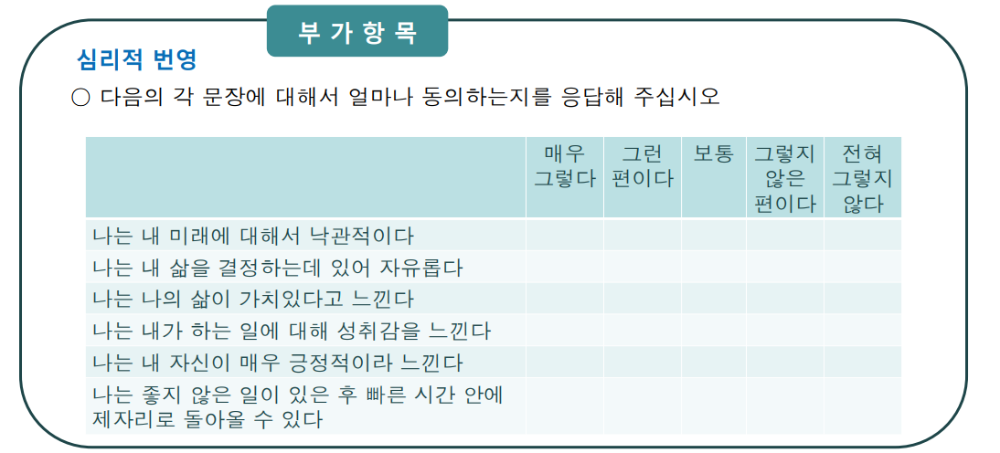 부 가 항 목
심리적 번영
○ 다음의 각 문장에 대해서 얼마나 동의하는지를 응답해 주십시오
매우 그렇다
그런 편이다
보통
그렇지 않은 편이다
전혀 그렇지 않다
나는 내 미래에 대해서 낙관적이다
나는 내 삶을 결정하는데 있어 자유롭다
나는 나의 삶이 가치있다고 느낀다
나는 내가 하는 일에 대해 성취감을 느낀다
나는 내 자신이 매우 긍정적이라 느낀다
나는 좋지 않은 일이 있은 후 빠른 시간 안에
제자리로 돌아올 수 있다